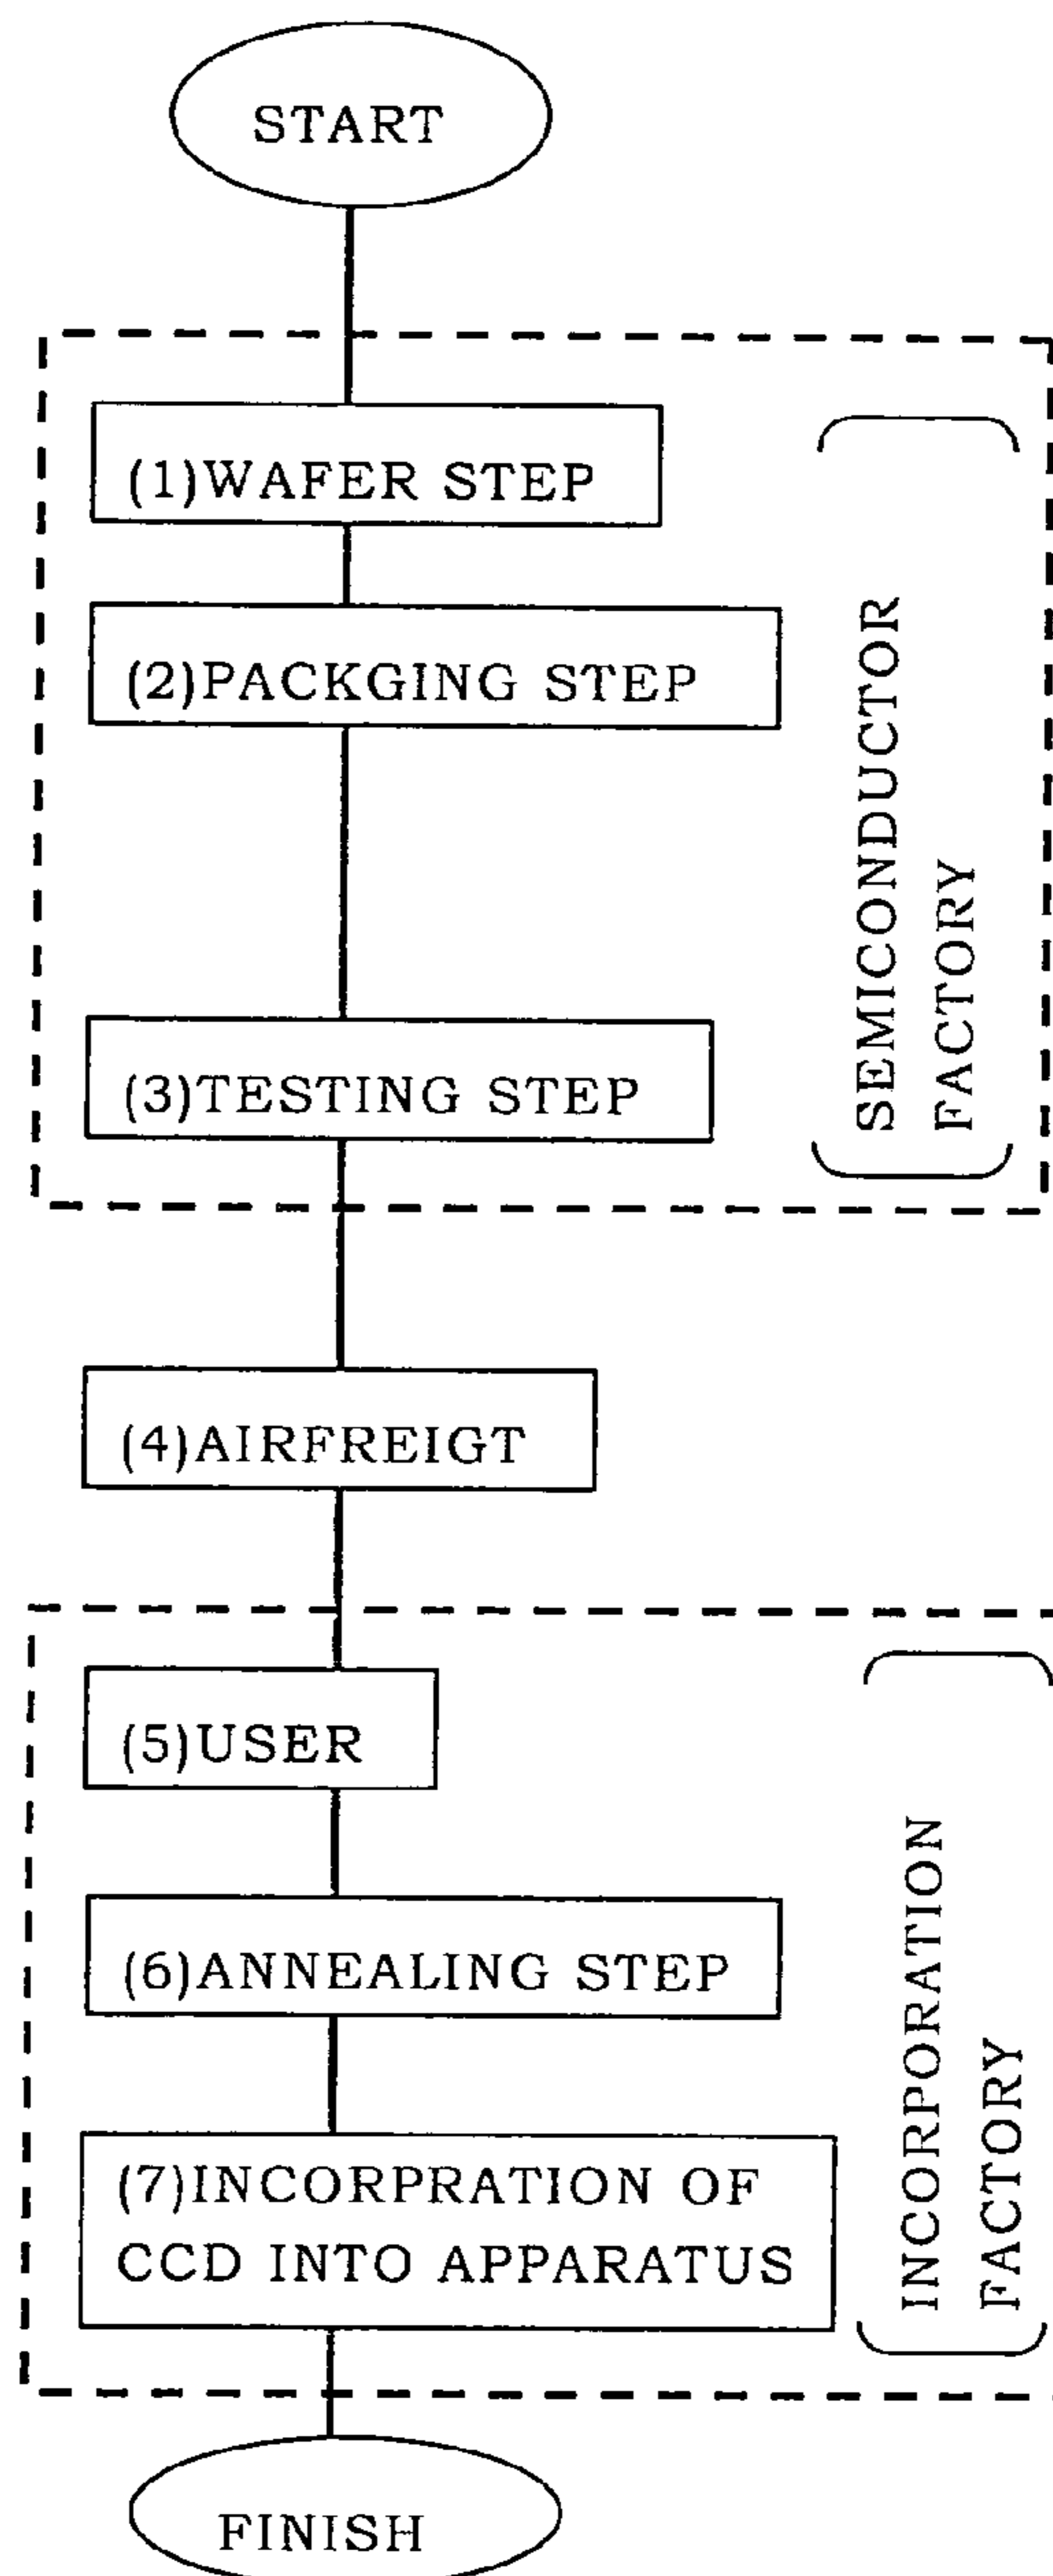 START
(1)WAFER STEP
(2)PACKGING STEP
(3)TESTING STEP
SEMICONDUCTOR
FACTORY
(4)AIRFREIGT
(5)USER
(6)ANNEALING STEP
(7)INCORPRATION OF
CCD INTO APPARATUS
INCORPORATION
FACTORY
FINISH